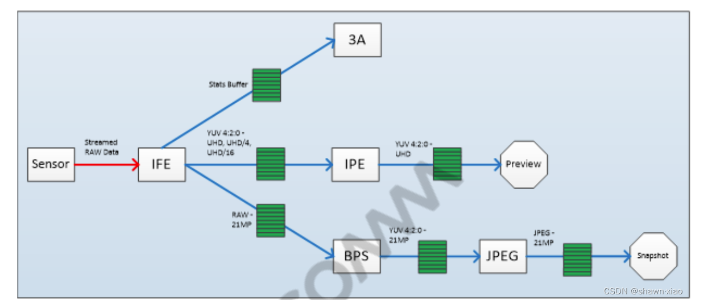 3A
Stats Buffer
Streamed
RAW Data
YUV 4:2:0 -
UHD, UHD/4,
UHD/16
YUV 4:2:0 -
UHD
Sensor
IFE
IPE
Preview
RAW -
21MP
YUV 4:2:0 -
21MP
JPEG -
21MP
BPS
JPEG
Snapshot
COMM
CSDN @shawn.xiao